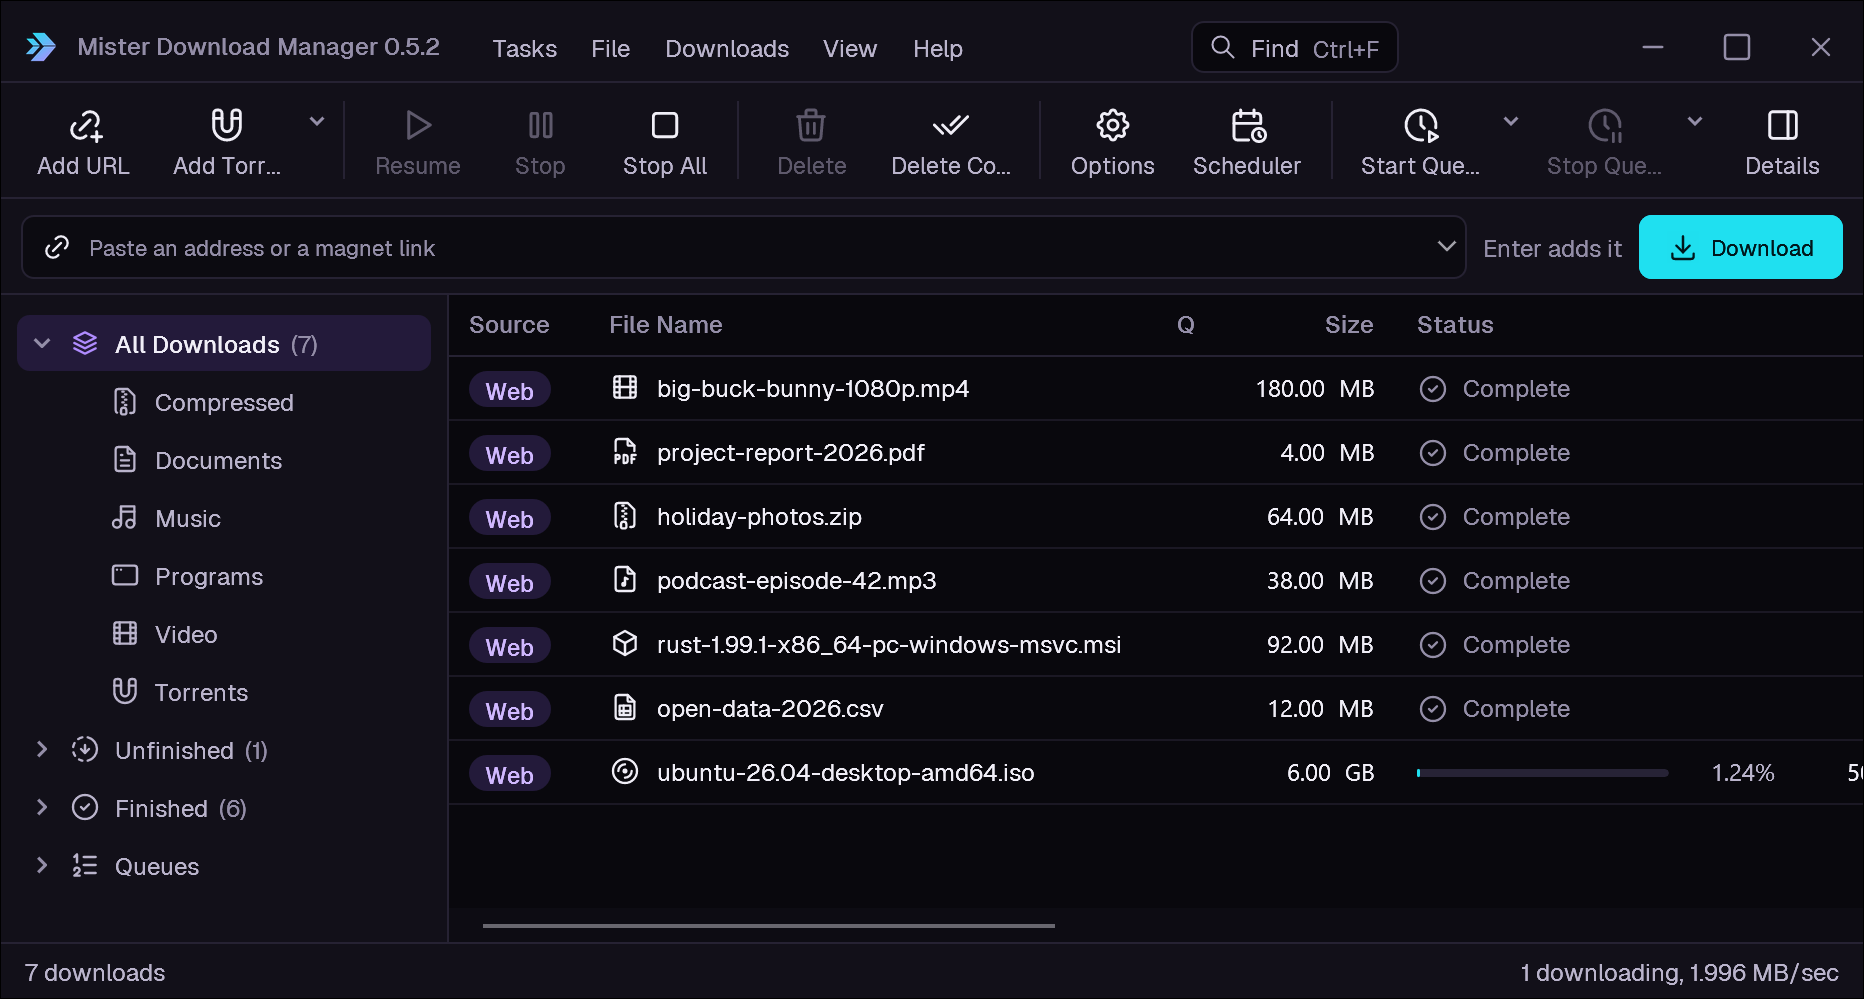 Mister Download Manager 0.5.2 Tasks File Downloads View Help Find Ctrl+F
Add URL Add Torr... Resume Stop Stop All Delete Delete Co... Options Scheduler Start Que... Stop Que... Details
Paste an address or a magnet link Enter adds it Download
All Downloads (7)
Compressed
Documents
Music
Programs
Video
Torrents
Unfinished (1)
Finished (6)
Queues
Source File Name Q Size Status
Web big-buck-bunny-1080p.mp4 180.00 MB Complete
Web project-report-2026.pdf 4.00 MB Complete
Web holiday-photos.zip 64.00 MB Complete
Web podcast-episode-42.mp3 38.00 MB Complete
Web rust-1.99.1-x86_64-pc-windows-msvc.msi 92.00 MB Complete
Web open-data-2026.csv 12.00 MB Complete
Web ubuntu-26.04-desktop-amd64.iso 6.00 GB 1.24%
7 downloads 1 downloading, 1.996 MB/sec